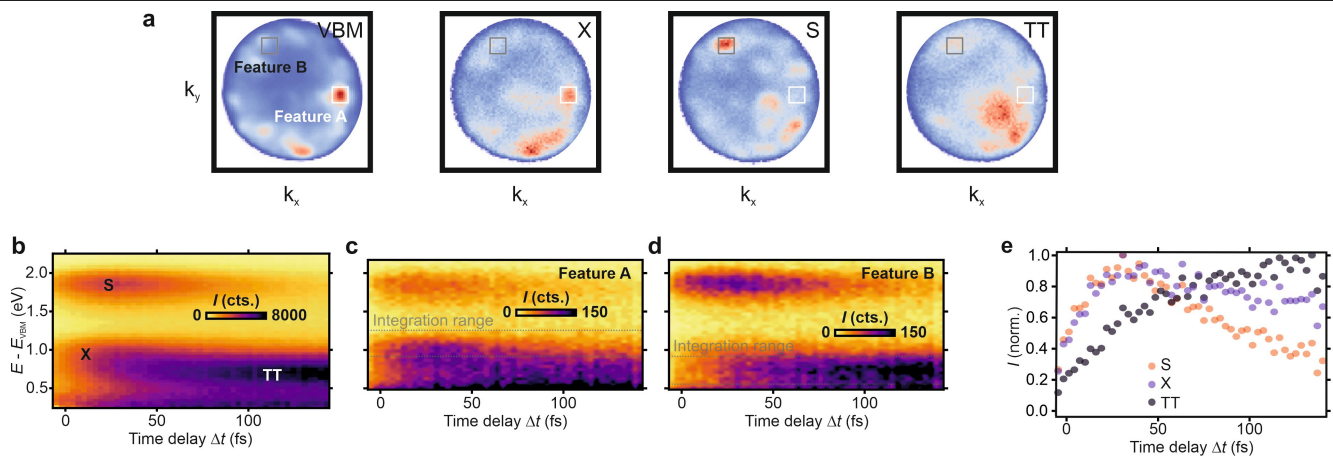 a
VBM
X
S
TT
Feature B
Feature A
k_y
k_x
k_x
k_x
k_x
b
c
d
e
2.0
1.5
1.0
0.5
E - E_VBM (eV)
S
X
TT
I (cts.)
0 8000
0 50 100
Time delay Δt (fs)
Feature A
I (cts.)
0 150
Integration range
0 50 100
Time delay Δt (fs)
Feature B
I (cts.)
0 150
Integration range
0 50 100
Time delay Δt (fs)
1.0
0.8
0.6
0.4
0.2
0.0
I (norm.)
S
X
TT
0 50 100
Time delay Δt (fs)